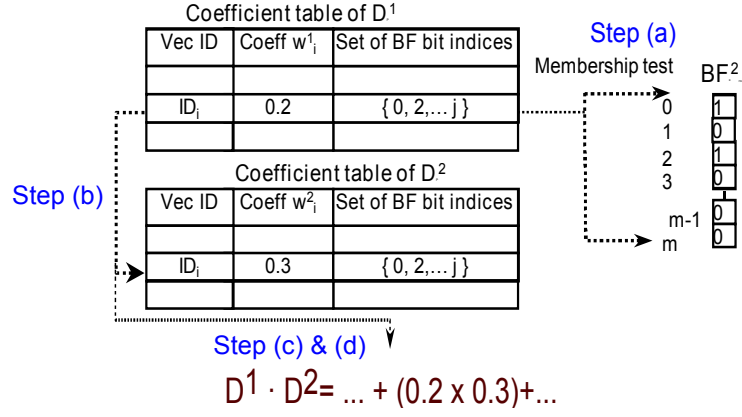 Coefficient table of D.¹
Vec ID Coeff w¹ᵢ Set of BF bit indices
IDᵢ 0.2 { 0, 2,... j }
Step (a)
Membership test
BF²
0 1
1 0
2 1
3 0
m-1 0
m 0
Step (b)
Coefficient table of D.²
Vec ID Coeff w²ᵢ Set of BF bit indices
IDᵢ 0.3 { 0, 2,... j }
Step (c) & (d)
D¹ · D²= ... + (0.2 x 0.3)+...